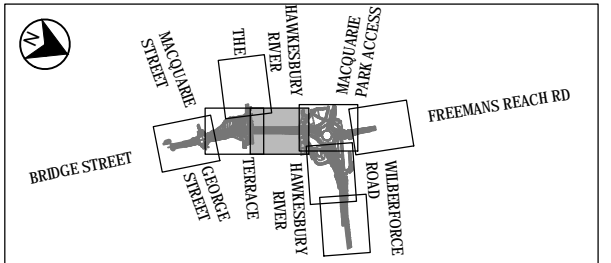 N
MACQUARIE
STREET
THE
HAWKESBURY
RIVER
MACQUARIE
PARK ACCESS
FREEMANS REACH RD
BRIDGE STREET
GEORGE
STREET
TERRACE
HAWKESBURY
RIVER
WILBERFORCE
ROAD